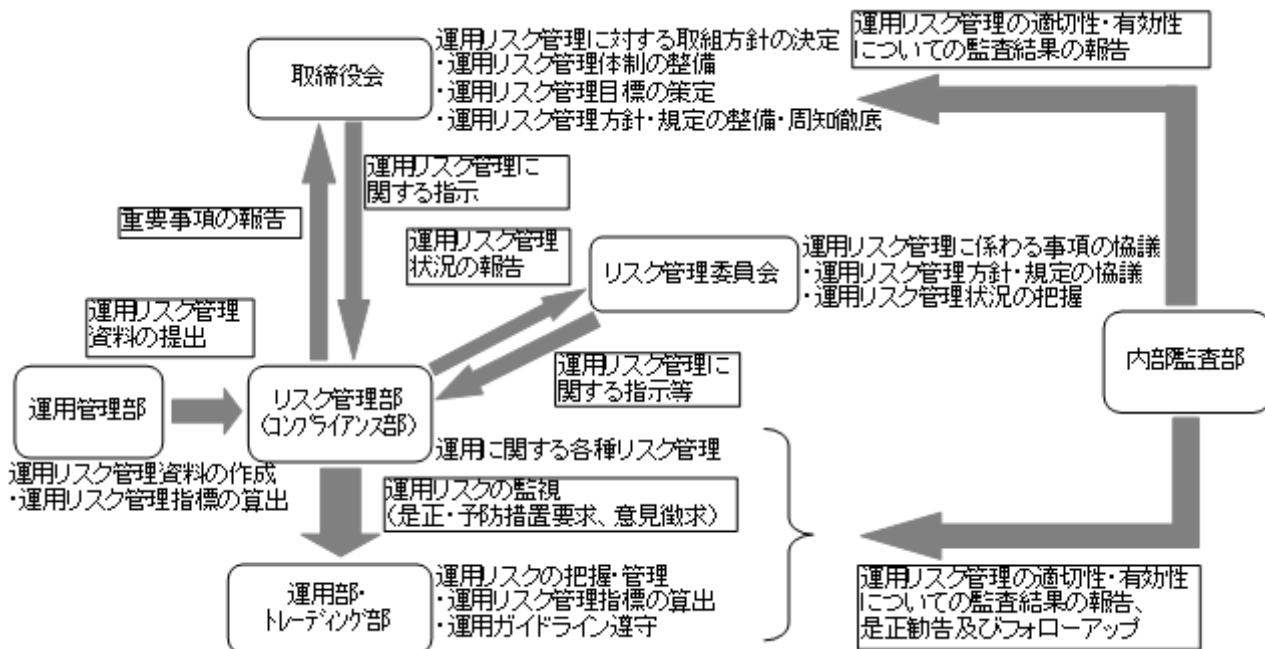 運用リスク管理に対する取組方針の決定
・運用リスク管理体制の整備
・運用リスク管理目標の策定
・運用リスク管理方針・規定の整備・周知徹底
取締役会
運用リスク管理の適切性・有効性
についての監査結果の報告
運用リスク管理に
関する指示
重要事項の報告
運用リスク管理
状況の報告
リスク管理委員会
運用リスク管理に係わる事項の協議
・運用リスク管理方針・規定の協議
・運用リスク管理状況の把握
運用リスク管理
資料の提出
内部監査部
運用リスク管理に
関する指示等
運用管理部
リスク管理部
(コンプライアンス部)
運用に関する各種リスク管理
運用リスク管理資料の作成
・運用リスク管理指標の算出
運用リスクの監視
(是正・予防措置要求、意見徴求)
運用部・
トレーディング部
運用リスクの把握・管理
・運用リスク管理指標の算出
・運用ガイドライン遵守
運用リスク管理の適切性・有効性
についての監査結果の報告、
是正勧告及びフォローアップ